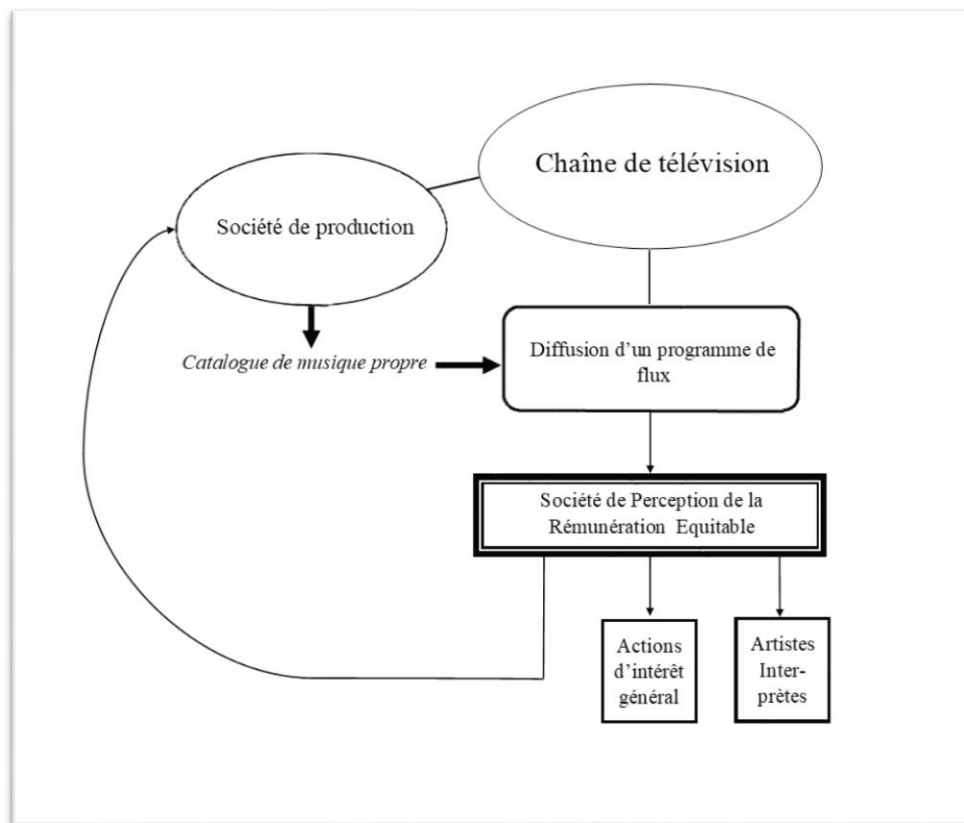 Chaîne de télévision
Société de production
Catalogue de musique propre
Diffusion d’un programme de
flux
Société de Perception de la
Rémunération Equitable
Actions
d’intérêt
général
Artistes
Inter-
prètes